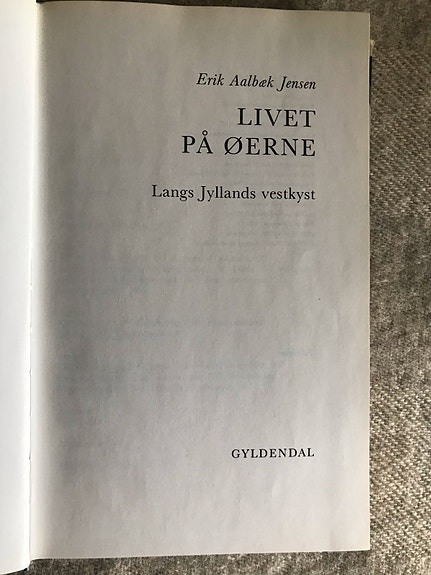 Erik Aalbæk Jensen
LIVET
PÅ ØERNE
Langs Jyllands vestkyst
GYLDENDAL